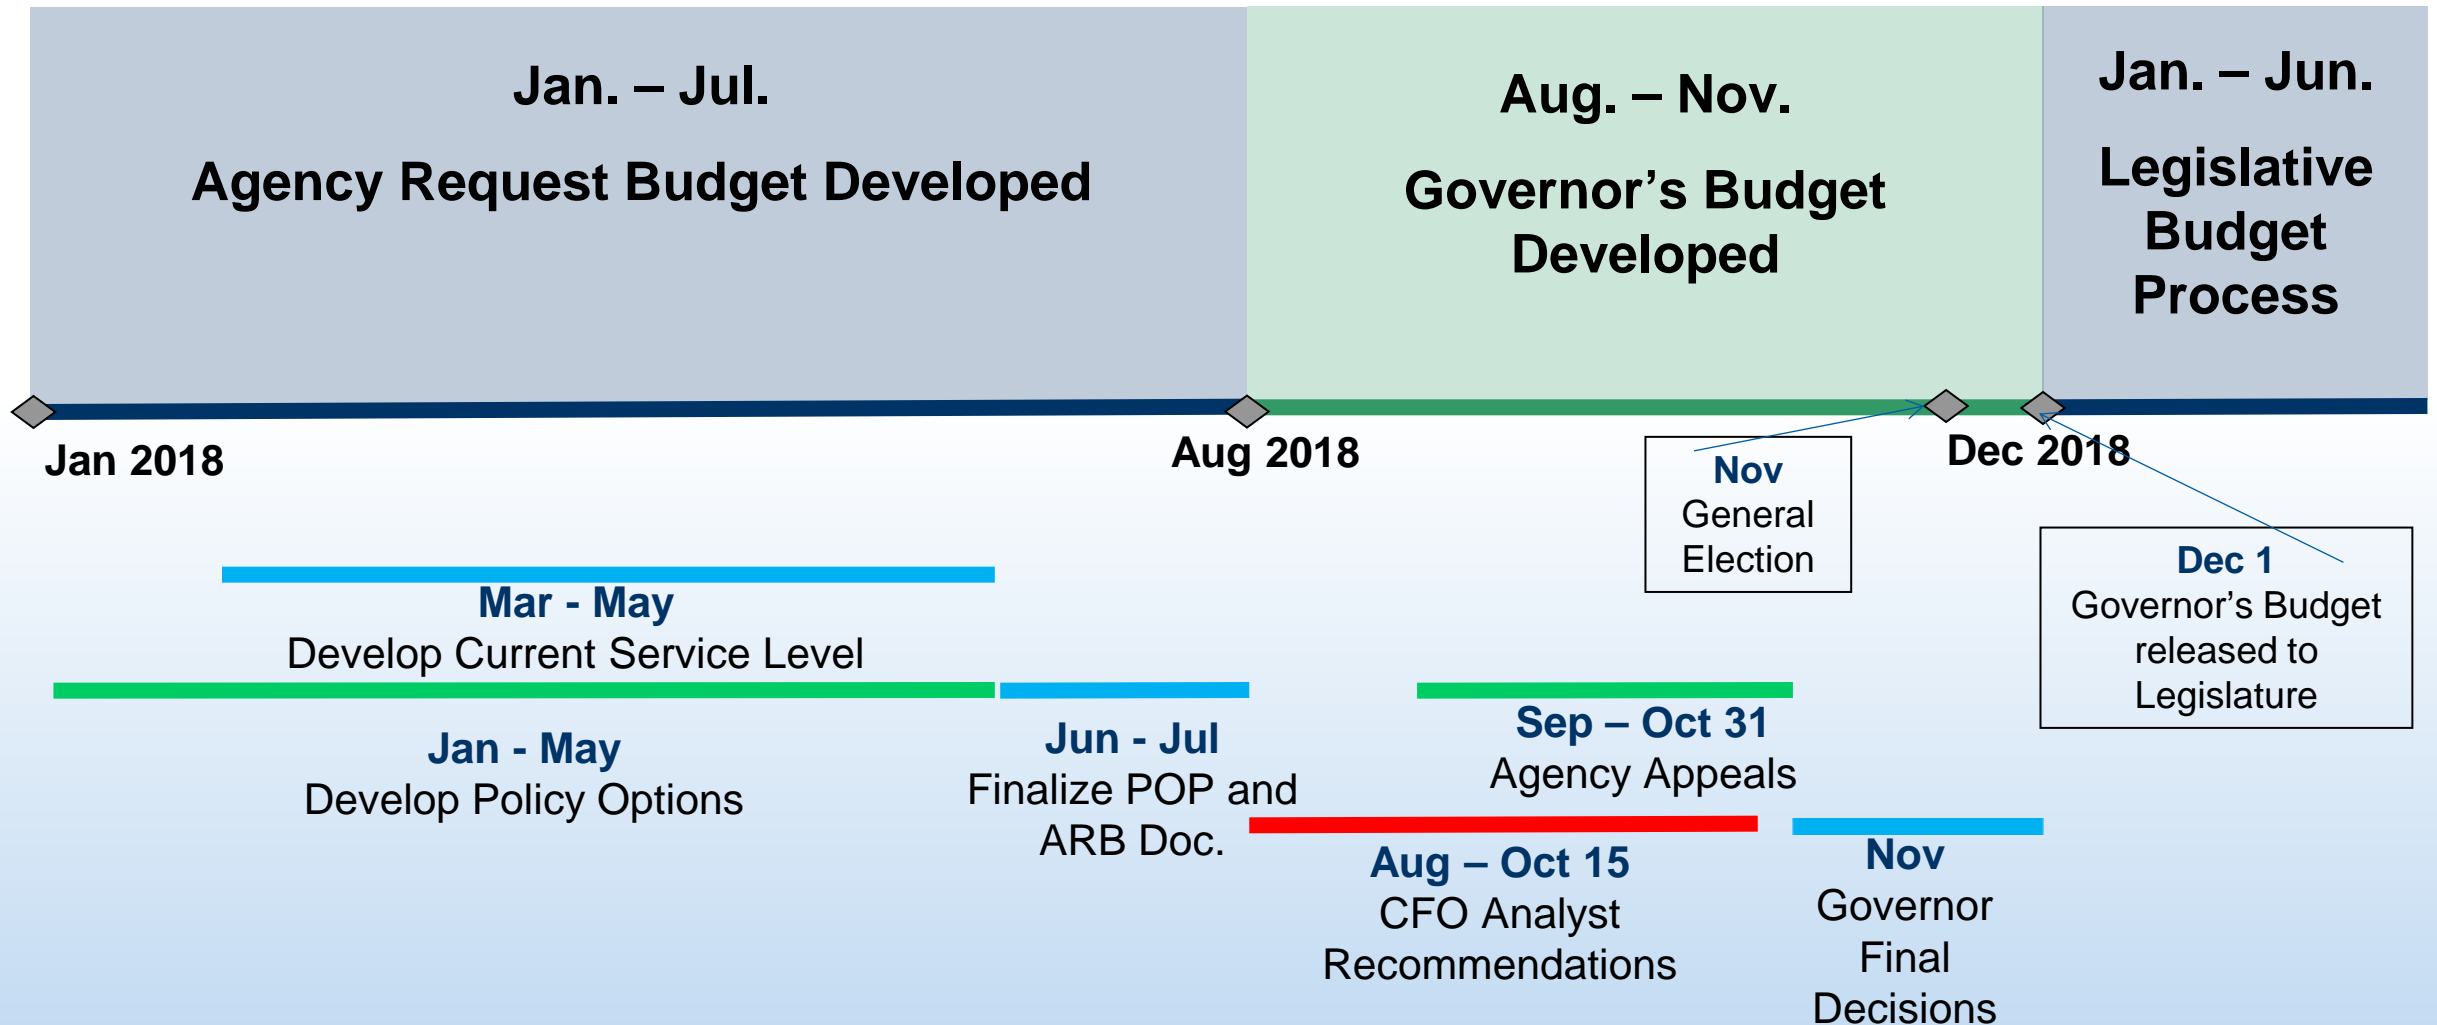 Jan. – Jul.
Agency Request Budget Developed
Aug. – Nov.
Governor’s Budget
Developed
Jan. – Jun.
Legislative
Budget
Process
Jan 2018
Aug 2018
Dec 2018
Nov
General
Election
Dec 1
Governor’s Budget
released to
Legislature
Mar - May
Develop Current Service Level
Jan - May
Develop Policy Options
Jun - Jul
Finalize POP and
ARB Doc.
Sep – Oct 31
Agency Appeals
Aug – Oct 15
CFO Analyst
Recommendations
Nov
Governor
Final
Decisions